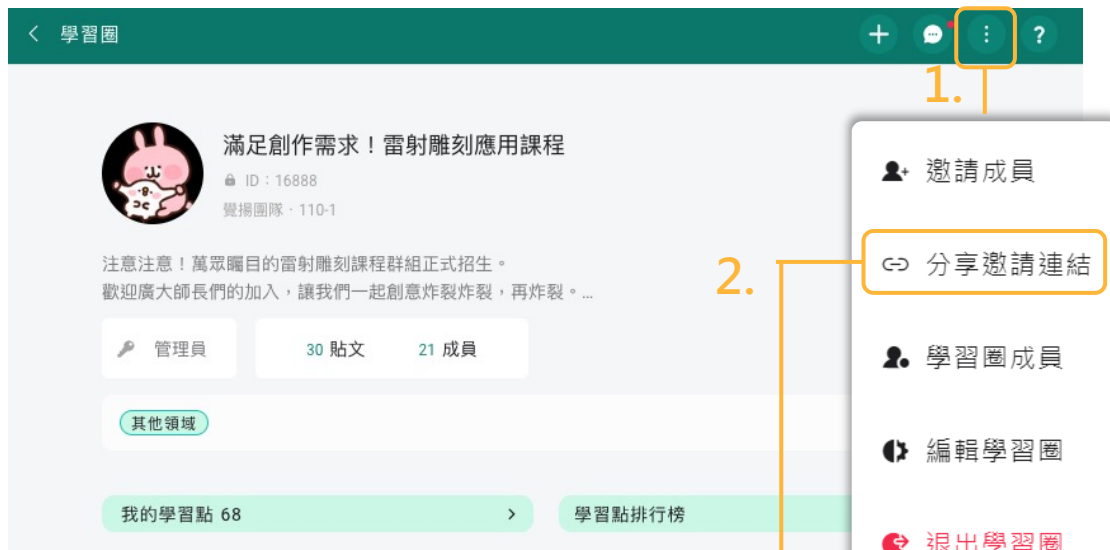 學習圈
?
1.
滿足創作需求！雷射雕刻應用課程
ID：16888
覺揚團隊·110-1
注意注意！萬眾矚目的雷射雕刻課程群組正式招生。
歡迎廣大師長們的加入，讓我們一起創意炸裂炸裂，再炸裂。...
管理員
30 貼文
21 成員
其他領域
我的學習點 68
學習點排行榜
邀請成員
2.
分享邀請連結
學習圈成員
編輯學習圈
退出學習圈